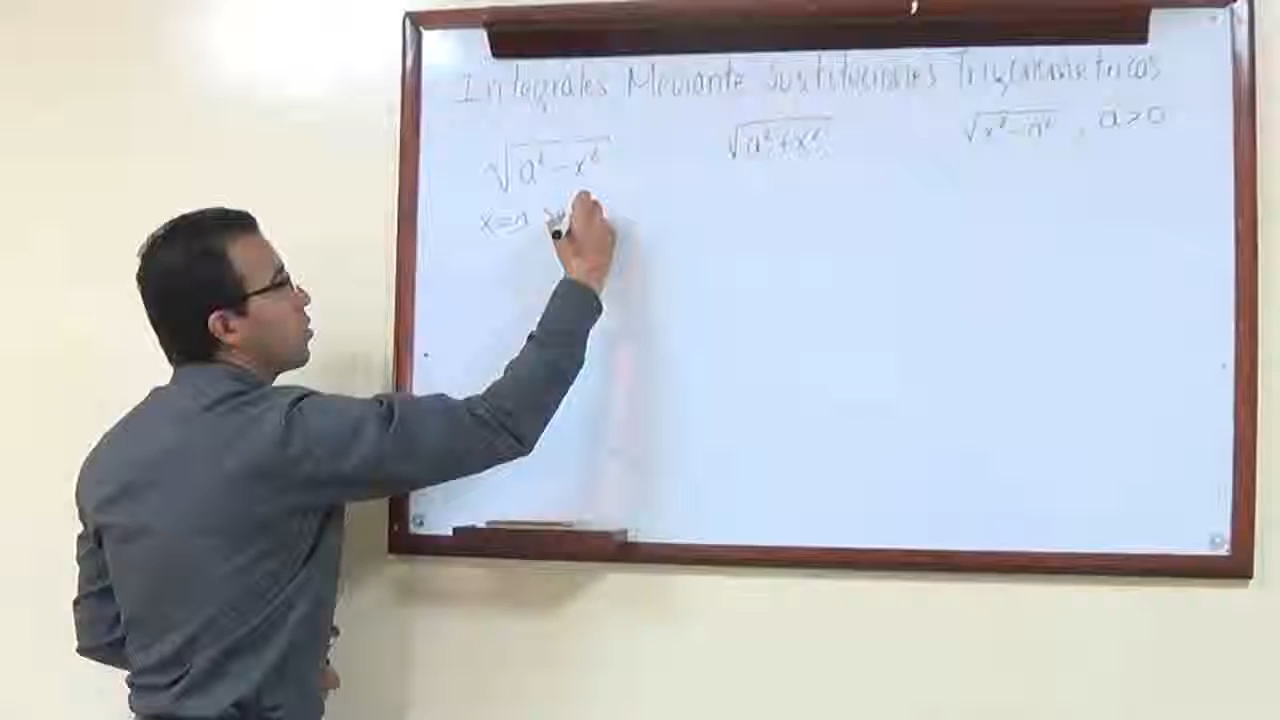 Integrales Mediante Sustituciones Trigonométricas
√(a² - x²) √(a² + x²) √(x² - a²) , a > 0
x = a